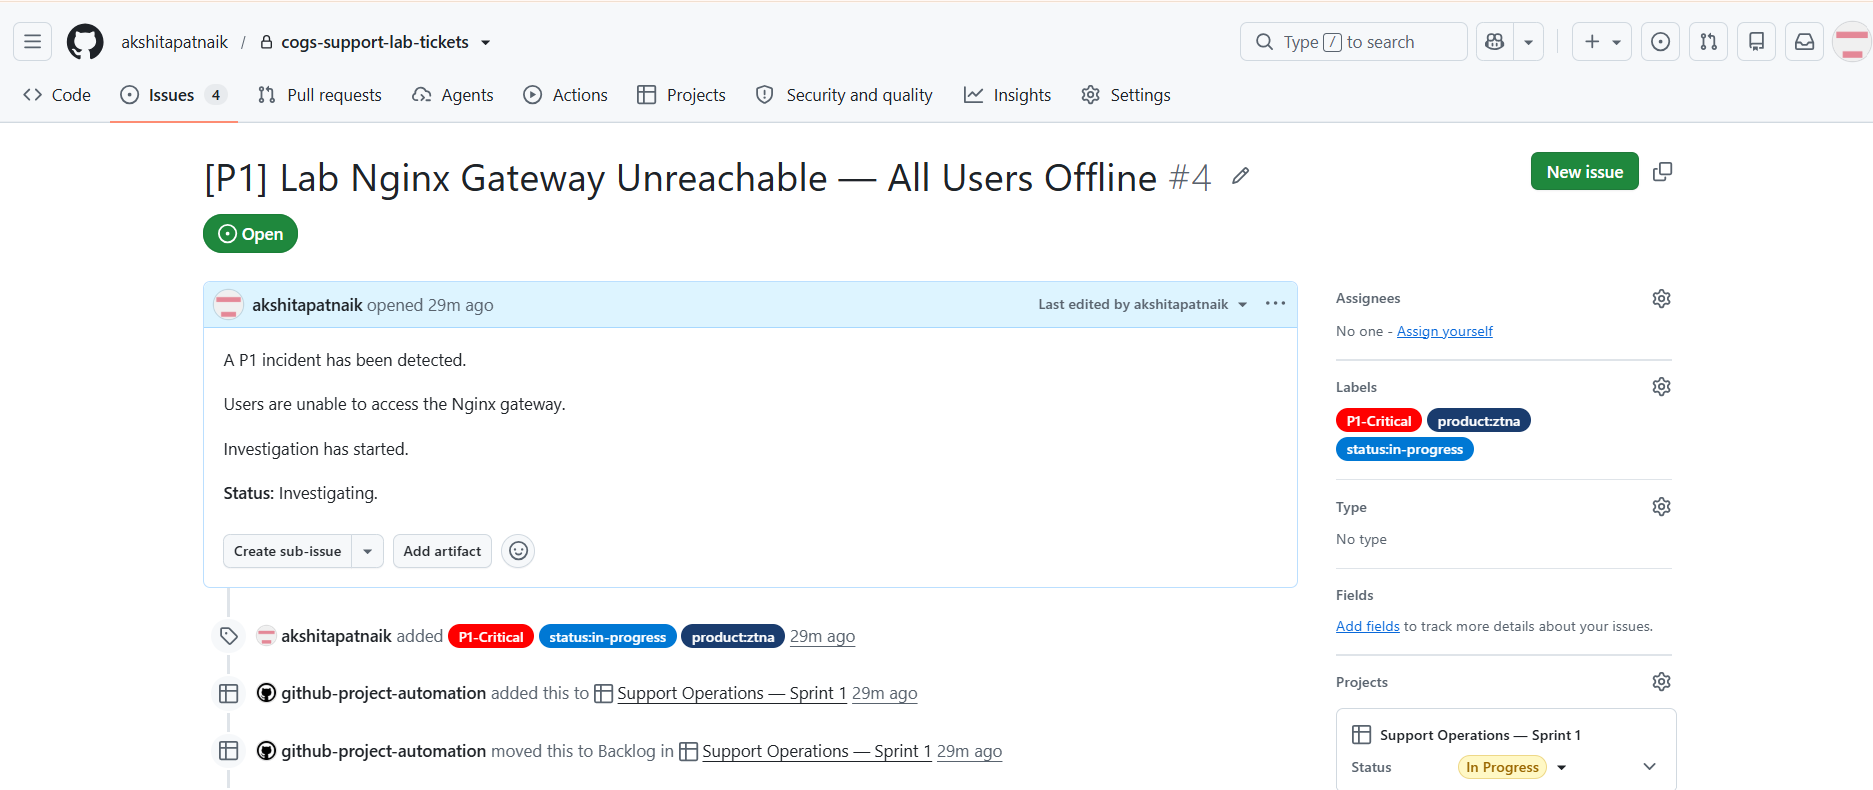 akshitapatnaik / cogs-support-lab-tickets
Type / to search
Code
Issues 4
Pull requests
Agents
Actions
Projects
Security and quality
Insights
Settings
[P1] Lab Nginx Gateway Unreachable — All Users Offline #4
New issue
Open
akshitapatnaik opened 29m ago
Last edited by akshitapatnaik
A P1 incident has been detected.
Users are unable to access the Nginx gateway.
Investigation has started.
Status: Investigating.
Create sub-issue
Add artifact
akshitapatnaik added P1-Critical status:in-progress product:ztna 29m ago
github-project-automation added this to Support Operations — Sprint 1 29m ago
github-project-automation moved this to Backlog in Support Operations — Sprint 1 29m ago
Assignees
No one - Assign yourself
Labels
P1-Critical product:ztna
status:in-progress
Type
No type
Fields
Add fields to track more details about your issues.
Projects
Support Operations — Sprint 1
Status In Progress